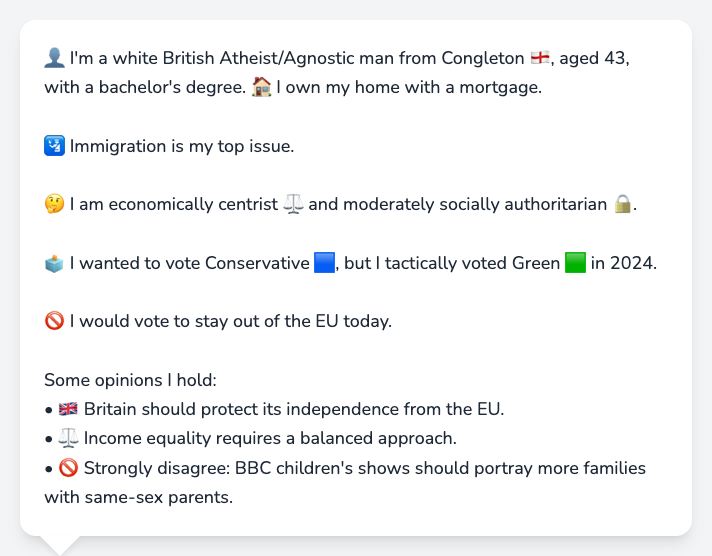 👤 I'm a white British Atheist/Agnostic man from Congleton 🏴󠁧󠁢󠁥󠁮󠁧󠁿, aged 43,
with a bachelor's degree. 🏠 I own my home with a mortgage.
🛂 Immigration is my top issue.
🤔 I am economically centrist ⚖️ and moderately socially authoritarian 🔒.
🗳️ I wanted to vote Conservative 🟦, but I tactically voted Green 🟩 in 2024.
🚫 I would vote to stay out of the EU today.
Some opinions I hold:
• 🇬🇧 Britain should protect its independence from the EU.
• ⚖️ Income equality requires a balanced approach.
• 🚫 Strongly disagree: BBC children's shows should portray more families
with same-sex parents.